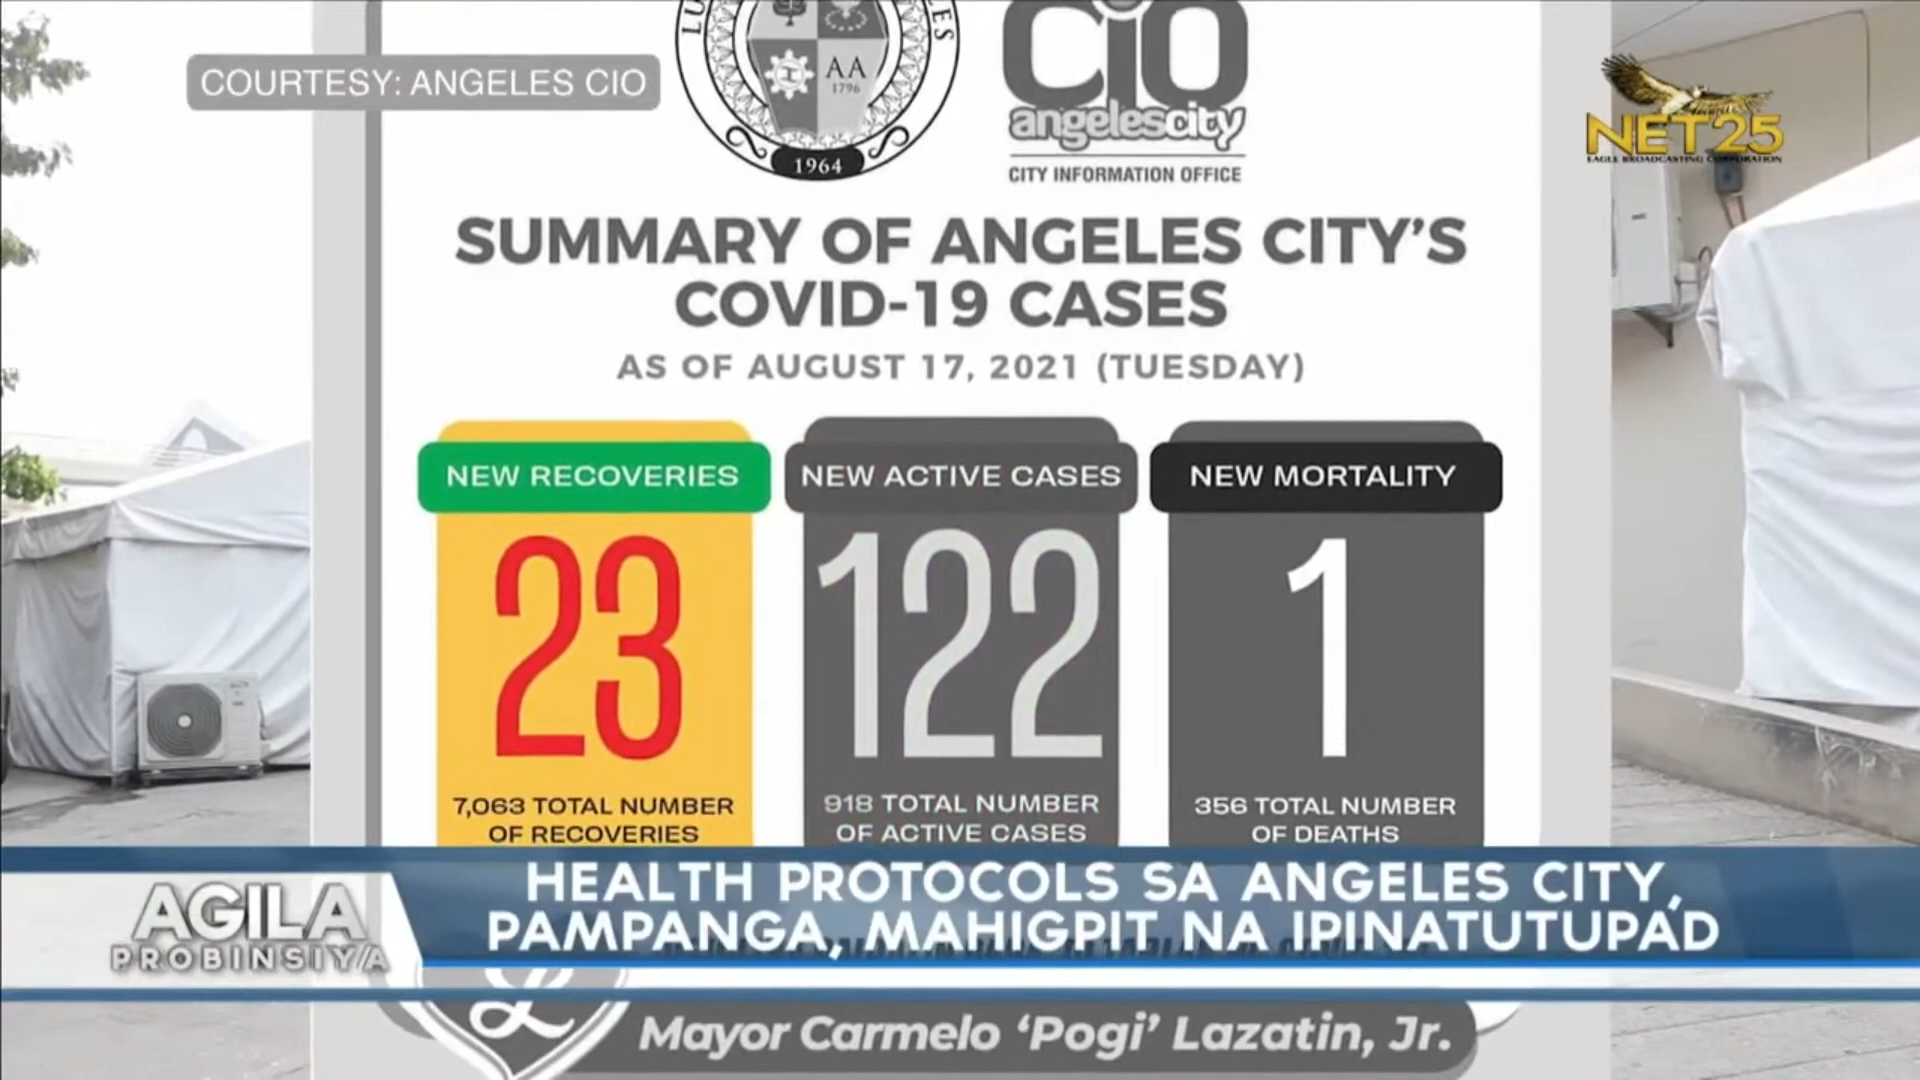 COURTESY: ANGELES CIO
AA
1796
1964
CIO
angelescity
CITY INFORMATION OFFICE
NET25
EAGLE BROADCASTING CORPORATION
SUMMARY OF ANGELES CITY'S
COVID-19 CASES
AS OF AUGUST 17, 2021 (TUESDAY)
NEW RECOVERIES
23
7,063 TOTAL NUMBER
OF RECOVERIES
NEW ACTIVE CASES
122
918 TOTAL NUMBER
OF ACTIVE CASES
NEW MORTALITY
1
356 TOTAL NUMBER
OF DEATHS
AGILA
PROBINSIYA
HEALTH PROTOCOLS SA ANGELES CITY,
PAMPANGA, MAHIGPIT NA IPINATUTUPAD
Mayor Carmelo 'Pogi' Lazatin, Jr.